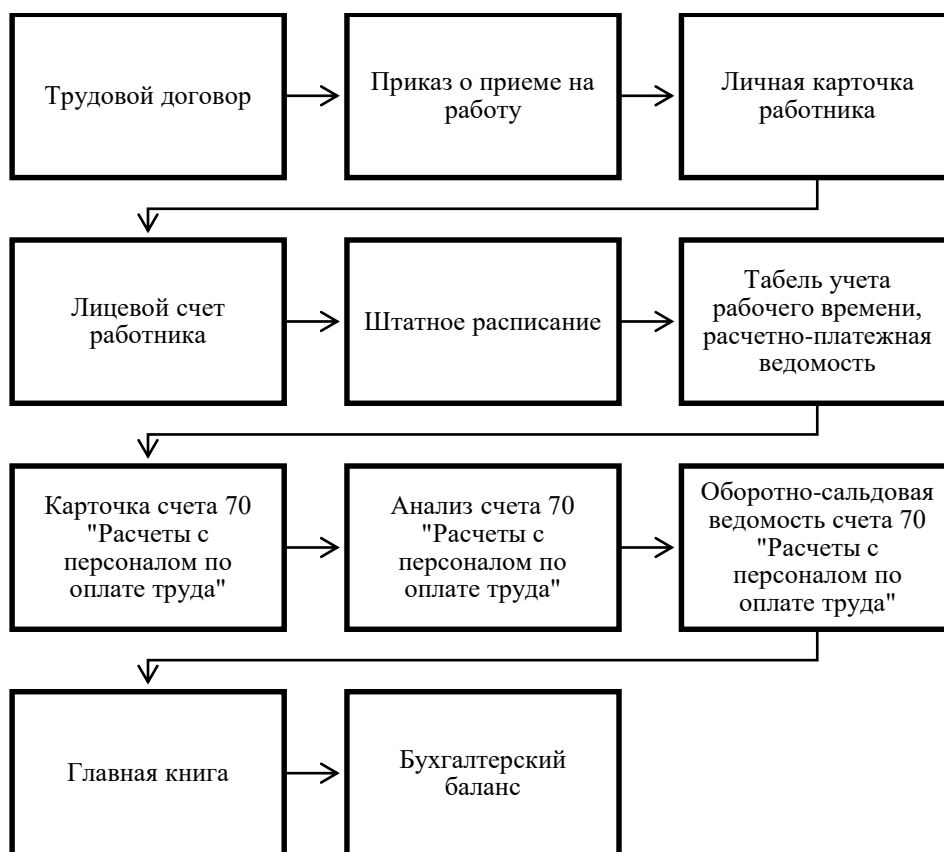 Трудовой договор
Приказ о приеме на
работу
Личная карточка
работника
Лицевой счет
работника
Штатное расписание
Табель учета
рабочего времени,
расчетно-платежная
ведомость
Карточка счета 70
"Расчеты с
персоналом по
оплате труда"
Анализ счета 70
"Расчеты с
персоналом по
оплате труда"
Оборотно-сальдовая
ведомость счета 70
"Расчеты с
персоналом по
оплате труда"
Главная книга
Бухгалтерский
баланс